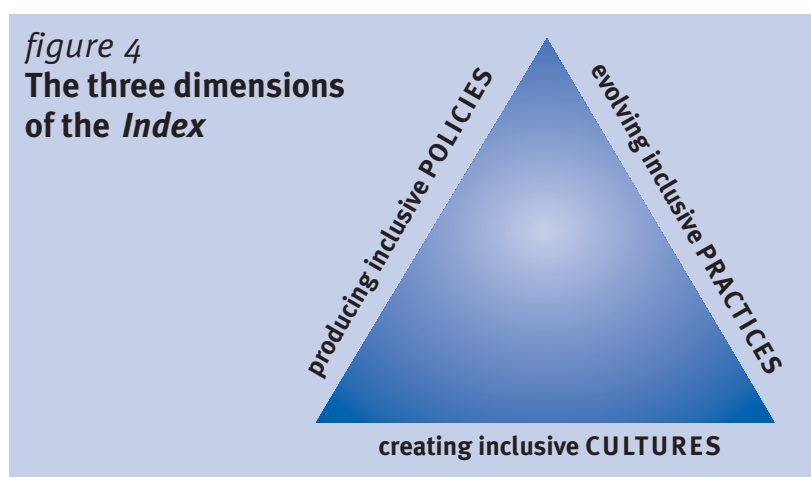 figure 4
The three dimensions
of the Index
producing inclusive POLICIES
evolving inclusive PRACTICES
creating inclusive CULTURES